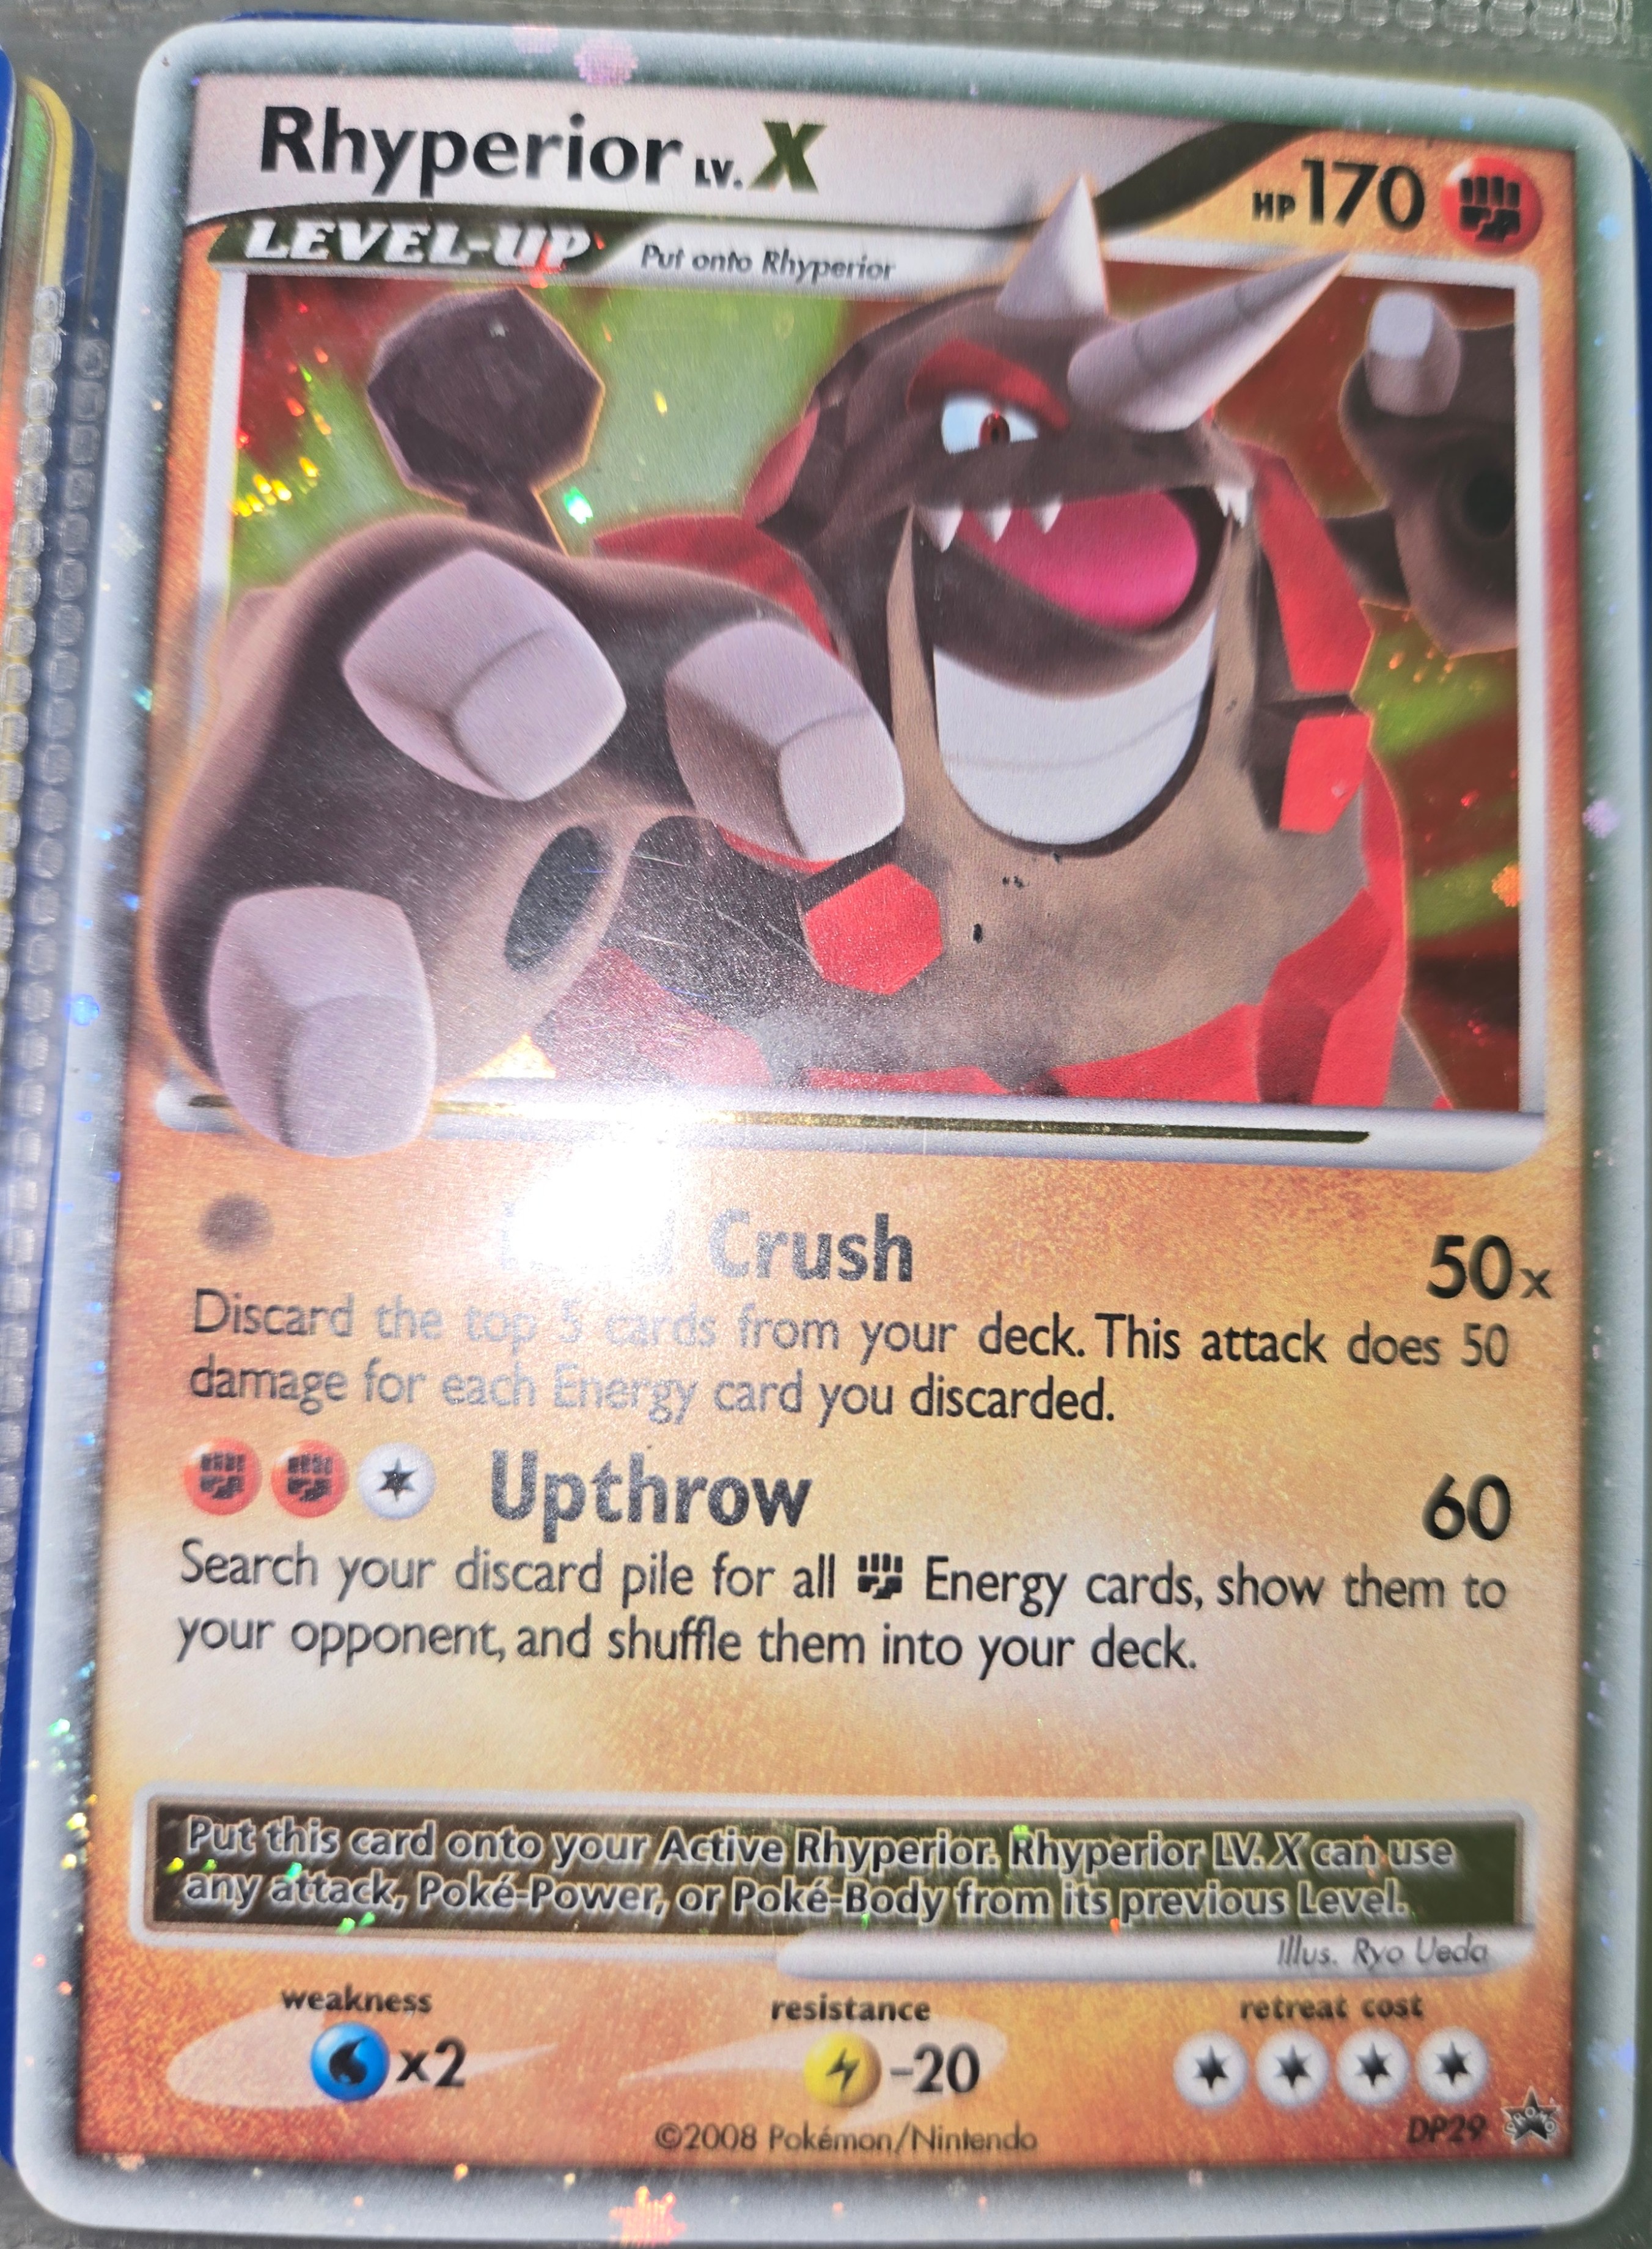 Rhyperior LV. X HP 170
LEVEL-UP Put onto Rhyperior
Crush 50x
Discard the top 5 cards from your deck. This attack does 50
damage for each Energy card you discarded.
Upthrow 60
Search your discard pile for all Energy cards, show them to
your opponent, and shuffle them into your deck.
Put this card onto your Active Rhyperior. Rhyperior LV. X can use
any attack, Poké-Power, or Poké-Body from its previous Level.
Illus. Ryo Ueda
weakness resistance retreat cost
x2 -20
©2008 Pokémon/Nintendo DP29
PROMO